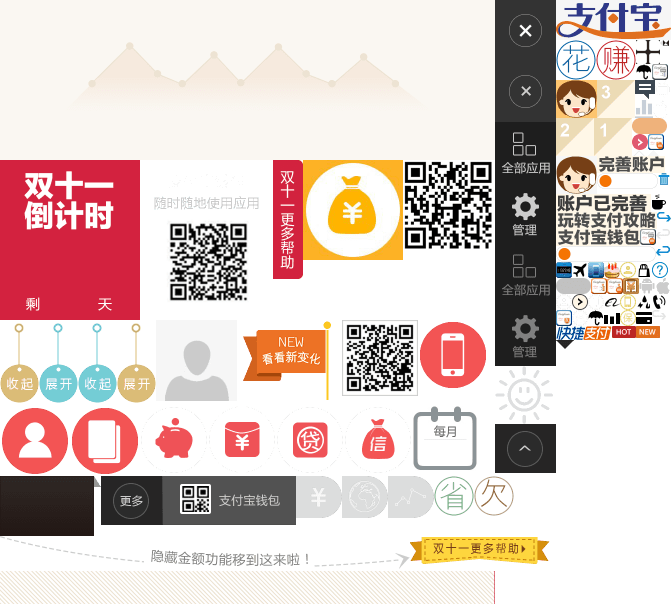 支付宝
花
赚
3
2
1
全部应用
管理
全部应用
管理
完善账户
账户已完善
玩转支付攻略
支付宝钱包
快捷支付
HOT
NEW
双十一
倒计时
剩 天
随时随地使用应用
双十一更多帮助
NEW
看看新变化
收起
展开
收起
展开
贷
信
每月
更多
支付宝钱包
省
欠
隐藏金额功能移到这来啦！
双十一更多帮助